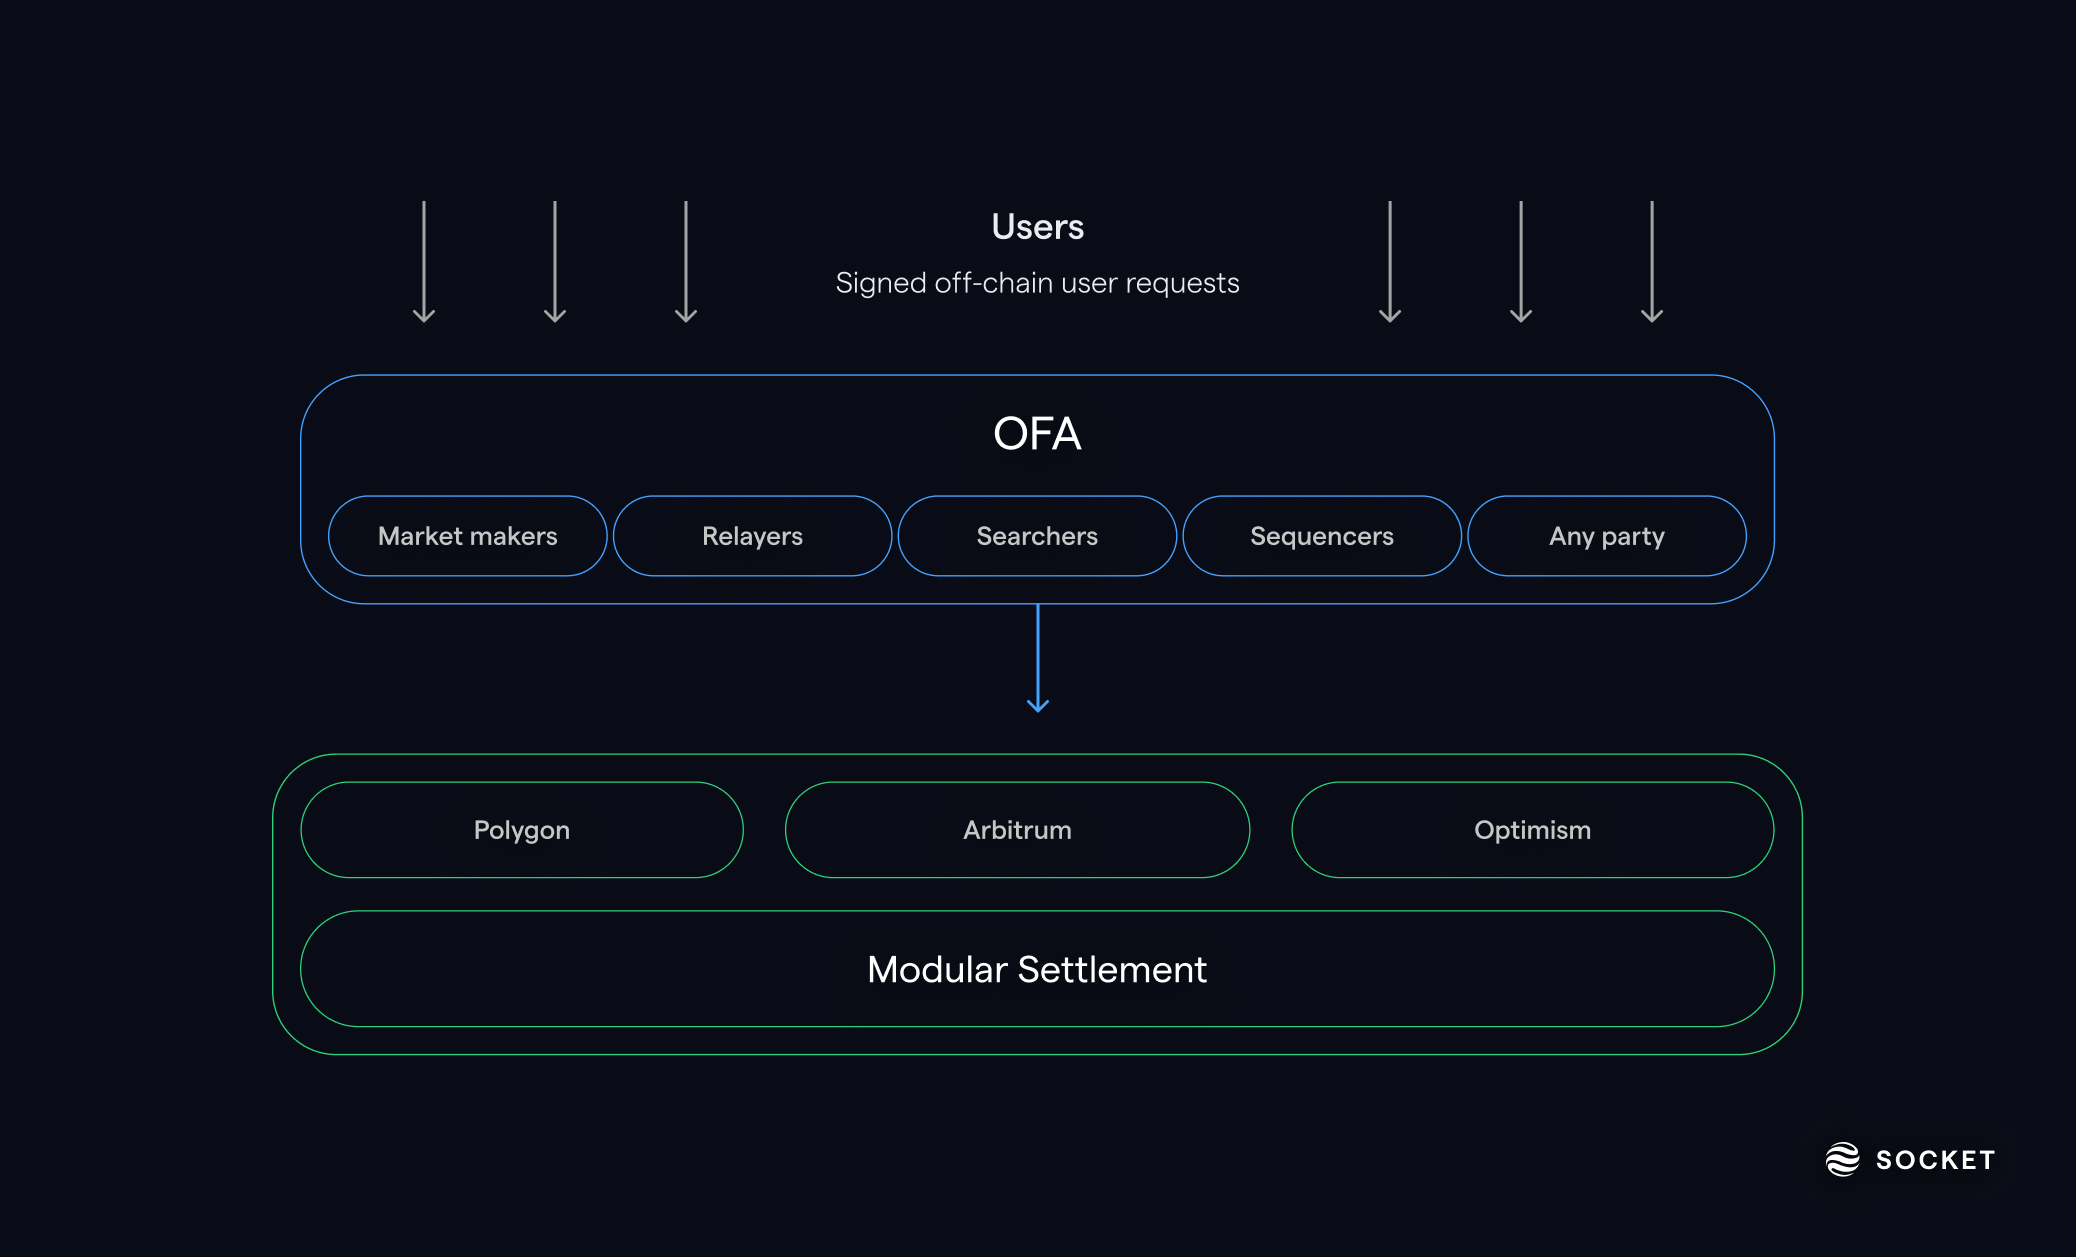 Users
Signed off-chain user requests
OFA
Market makers
Relayers
Searchers
Sequencers
Any party
Polygon
Arbitrum
Optimism
Modular Settlement
SOCKET